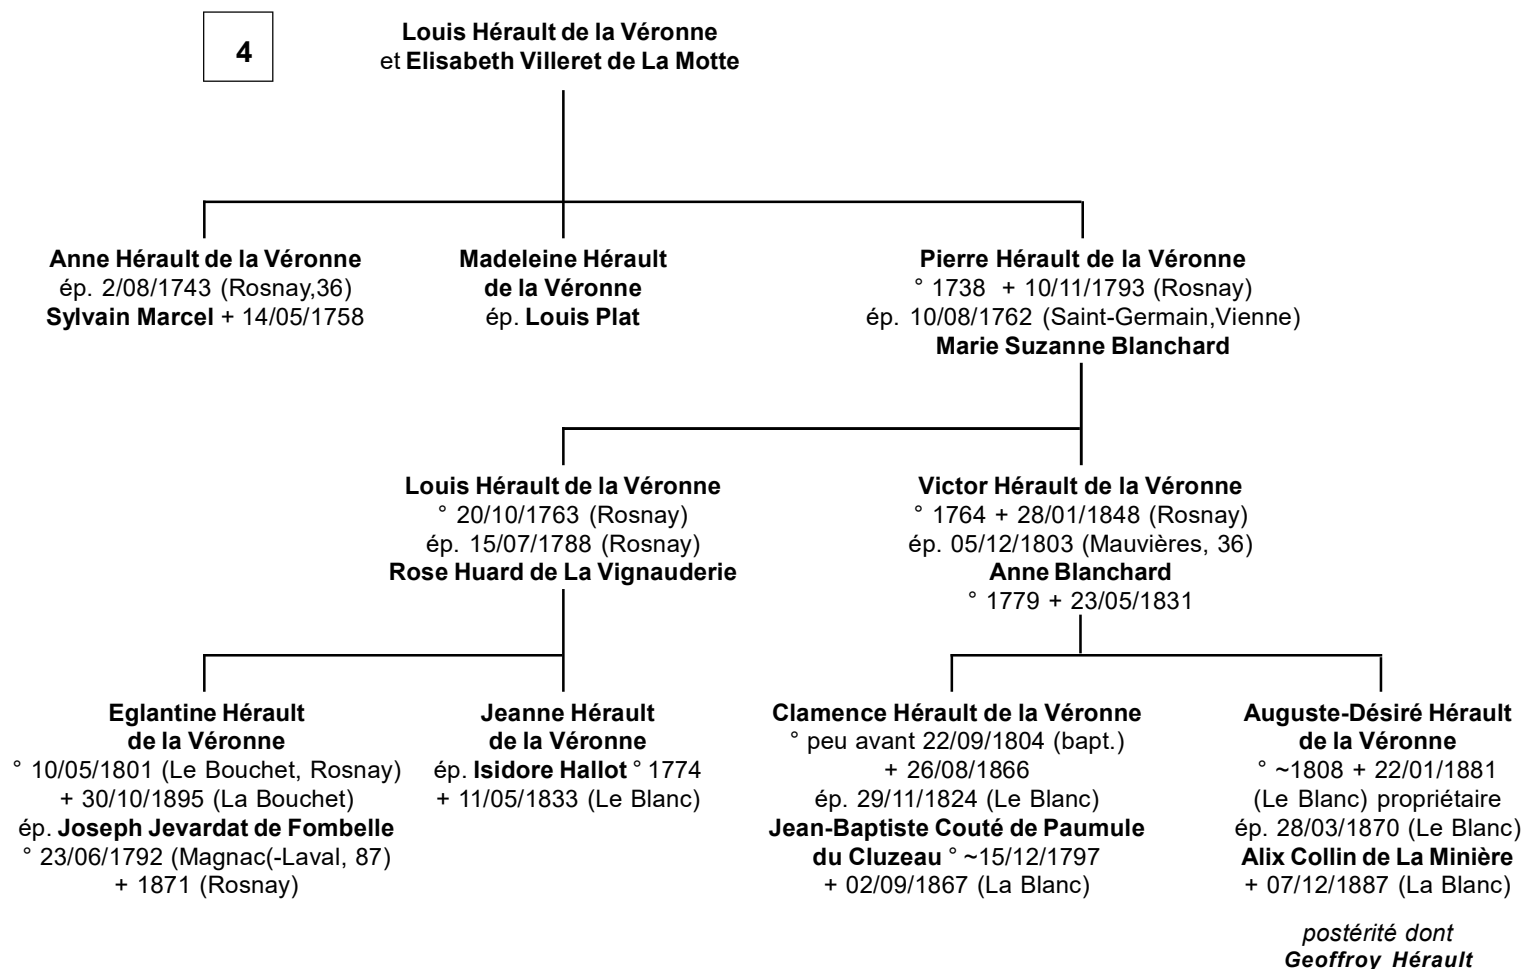 4
Louis Hérault de la Véronne
et Elisabeth Villeret de La Motte
Anne Hérault de la Véronne
ép. 2/08/1743 (Rosnay,36)
Sylvain Marcel + 14/05/1758
Madeleine Hérault
de la Véronne
ép. Louis Plat
Pierre Hérault de la Véronne
° 1738 + 10/11/1793 (Rosnay)
ép. 10/08/1762 (Saint-Germain,Vienne)
Marie Suzanne Blanchard
Louis Hérault de la Véronne
° 20/10/1763 (Rosnay)
ép. 15/07/1788 (Rosnay)
Rose Huard de La Vignauderie
Victor Hérault de la Véronne
° 1764 + 28/01/1848 (Rosnay)
ép. 05/12/1803 (Mauvières, 36)
Anne Blanchard
° 1779 + 23/05/1831
Eglantine Hérault
de la Véronne
° 10/05/1801 (Le Bouchet, Rosnay)
+ 30/10/1895 (La Bouchet)
ép. Joseph Jevardat de Fombelle
° 23/06/1792 (Magnac(-Laval, 87)
+ 1871 (Rosnay)
Jeanne Hérault
de la Véronne
ép. Isidore Hallot ° 1774
+ 11/05/1833 (Le Blanc)
Clamence Hérault de la Véronne
° peu avant 22/09/1804 (bapt.)
+ 26/08/1866
ép. 29/11/1824 (Le Blanc)
Jean-Baptiste Couté de Paumule
du Cluzeau ° ~15/12/1797
+ 02/09/1867 (La Blanc)
Auguste-Désiré Hérault
de la Véronne
° ~1808 + 22/01/1881
(Le Blanc) propriétaire
ép. 28/03/1870 (Le Blanc)
Alix Collin de La Minière
+ 07/12/1887 (La Blanc)
postérité dont
Geoffroy Hérault